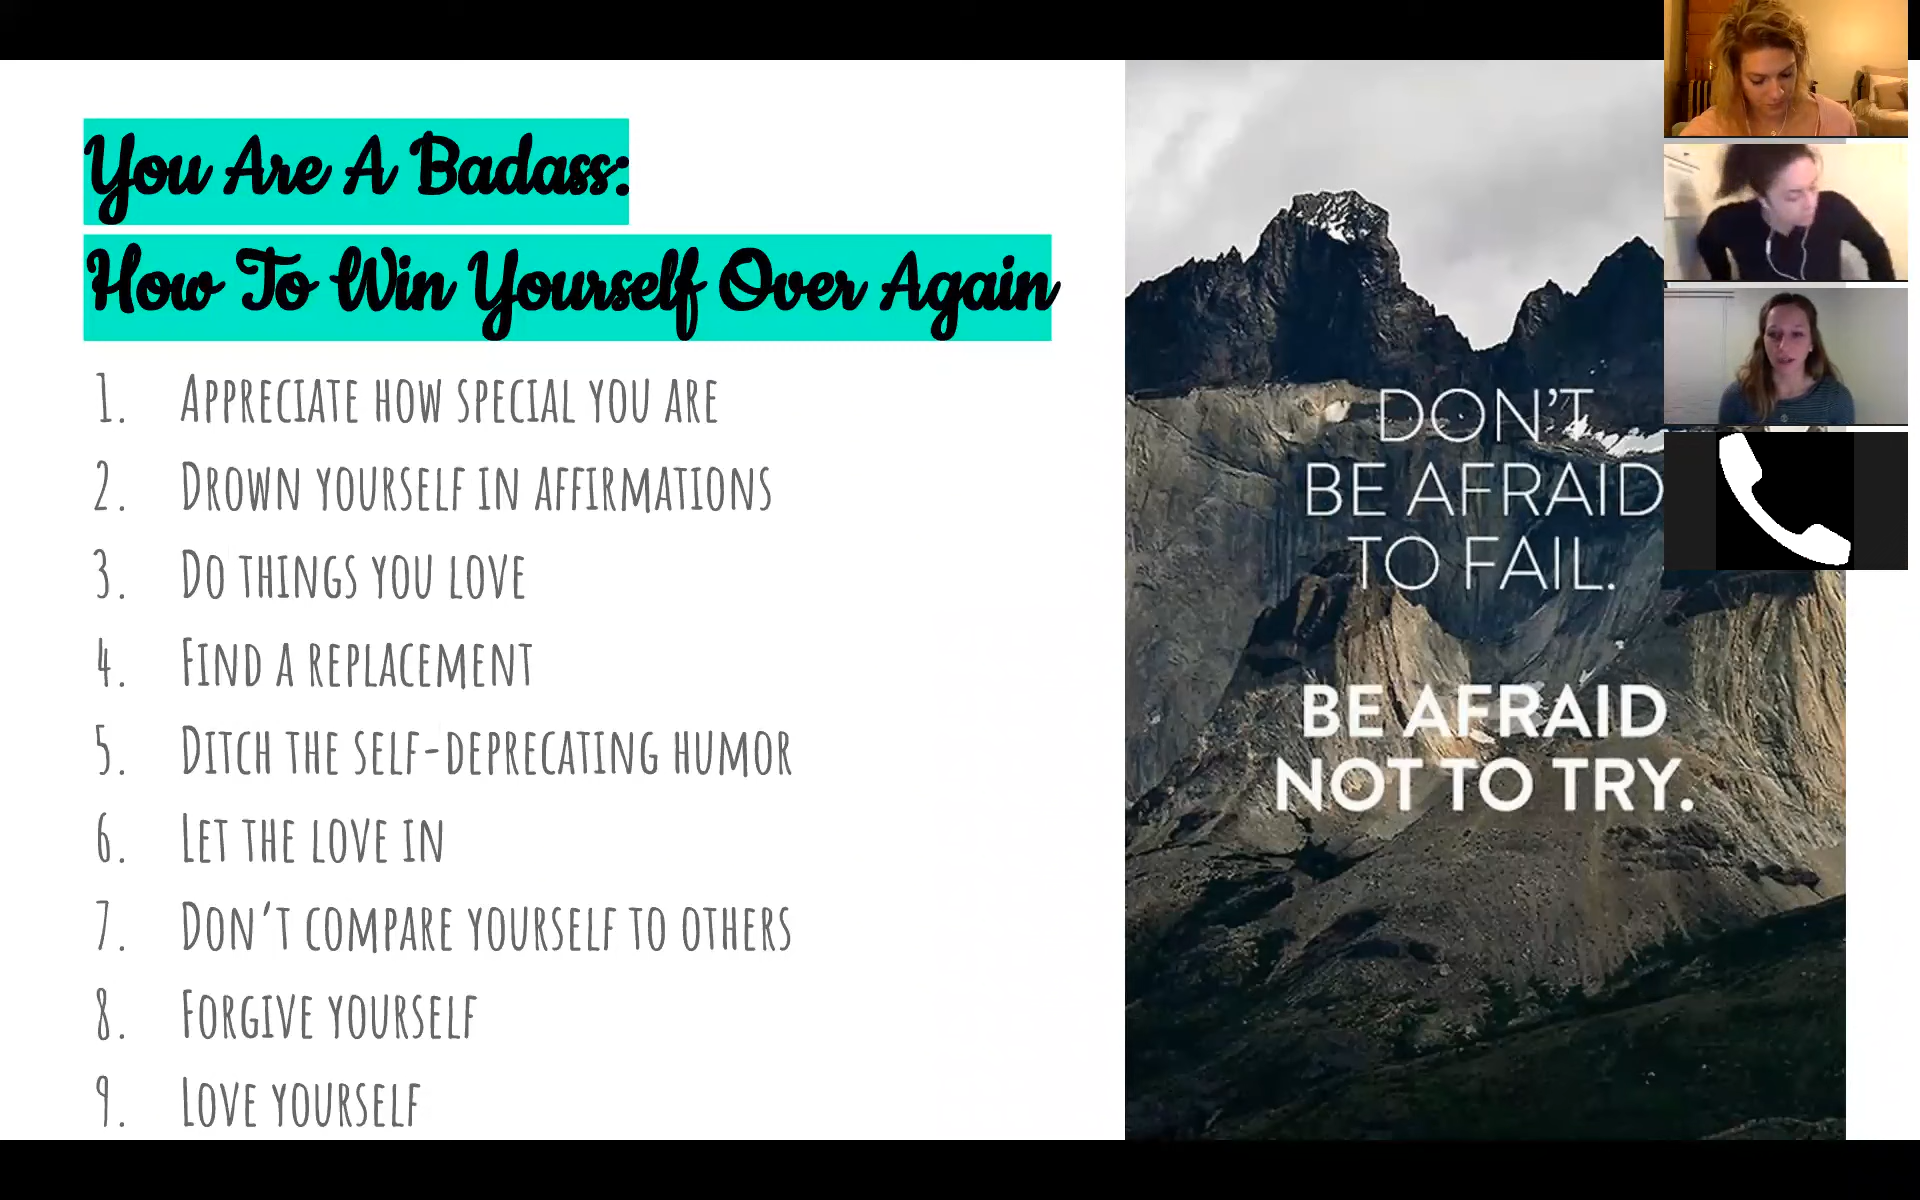 You Are A Badass:
How To Win Yourself Over Again
1. Appreciate how special you are
2. Drown yourself in affirmations
3. Do things you love
4. Find a replacement
5. Ditch the self-deprecating humor
6. Let the love in
7. Don't compare yourself to others
8. Forgive yourself
9. Love yourself
DON'T
BE AFRAID
TO FAIL.
BE AFRAID
NOT TO TRY.